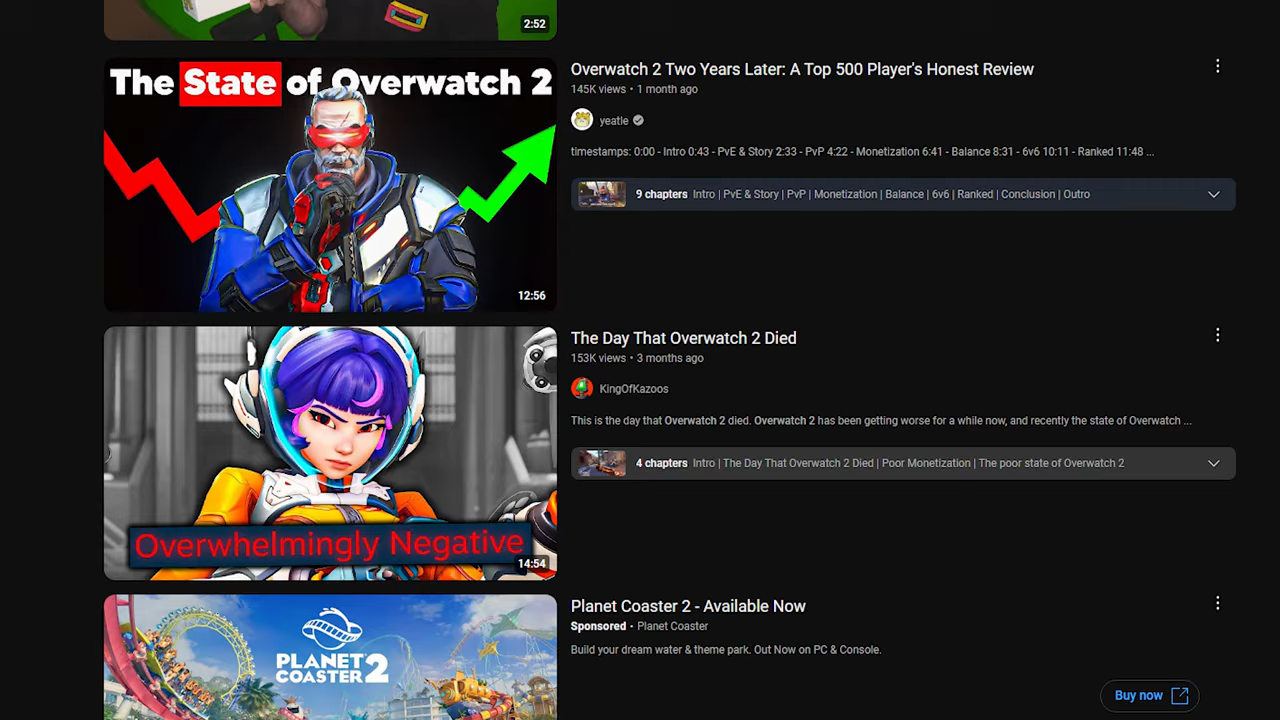 2:52
The State of Overwatch 2
12:56
Overwatch 2 Two Years Later: A Top 500 Player's Honest Review
145K views • 1 month ago
yeatle
timestamps: 0:00 - Intro 0:43 - PvE & Story 2:33 - PvP 4:22 - Monetization 6:41 - Balance 8:31 - 6v6 10:11 - Ranked 11:48 ...
9 chapters Intro | PvE & Story | PvP | Monetization | Balance | 6v6 | Ranked | Conclusion | Outro
Overwhelmingly Negative
14:54
The Day That Overwatch 2 Died
153K views • 3 months ago
KingOfKazoos
This is the day that Overwatch 2 died. Overwatch 2 has been getting worse for a while now, and recently the state of Overwatch ...
4 chapters Intro | The Day That Overwatch 2 Died | Poor Monetization | The poor state of Overwatch 2
PLANET
COASTER 2
Planet Coaster 2 - Available Now
Sponsored • Planet Coaster
Build your dream water & theme park. Out Now on PC & Console.
Buy now